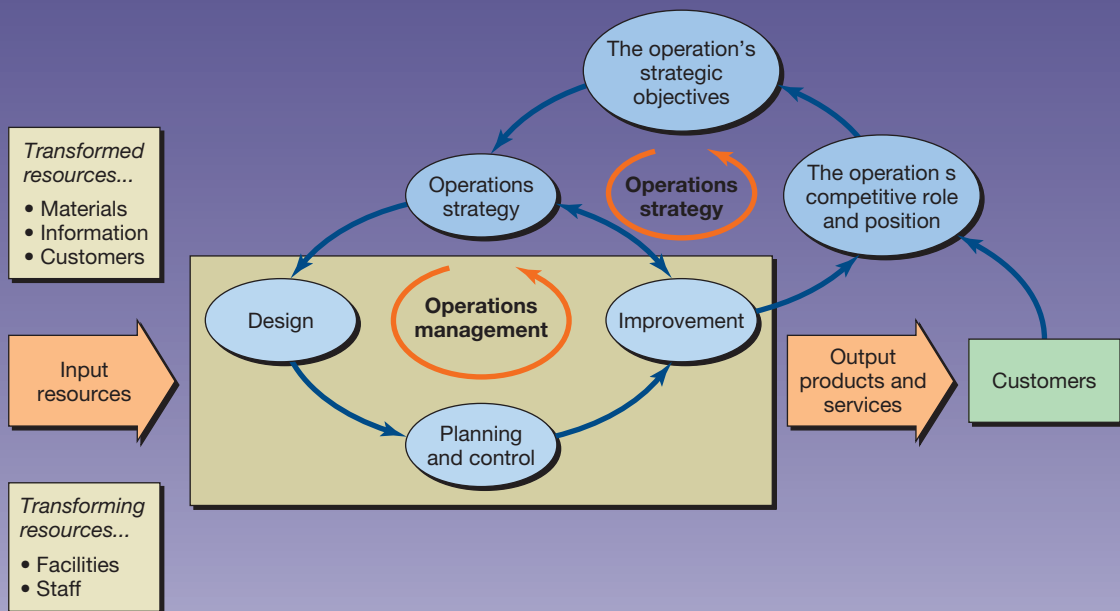 The operation's
strategic
objectives
Transformed
resources...
• Materials
• Information
• Customers
Operations
strategy
Operations
strategy
The operation s
competitive role
and position
Design
Operations
management
Improvement
Input
resources
Output
products and
services
Customers
Planning
and control
Transforming
resources...
• Facilities
• Staff